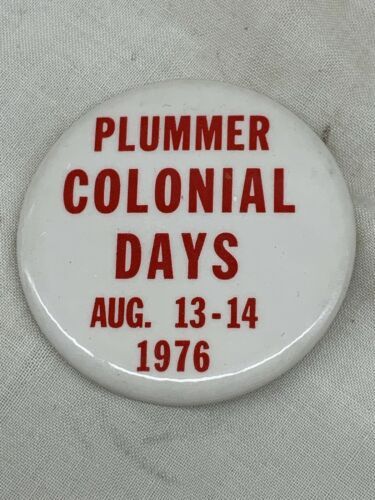 PLUMMER
COLONIAL
DAYS
AUG. 13-14
1976